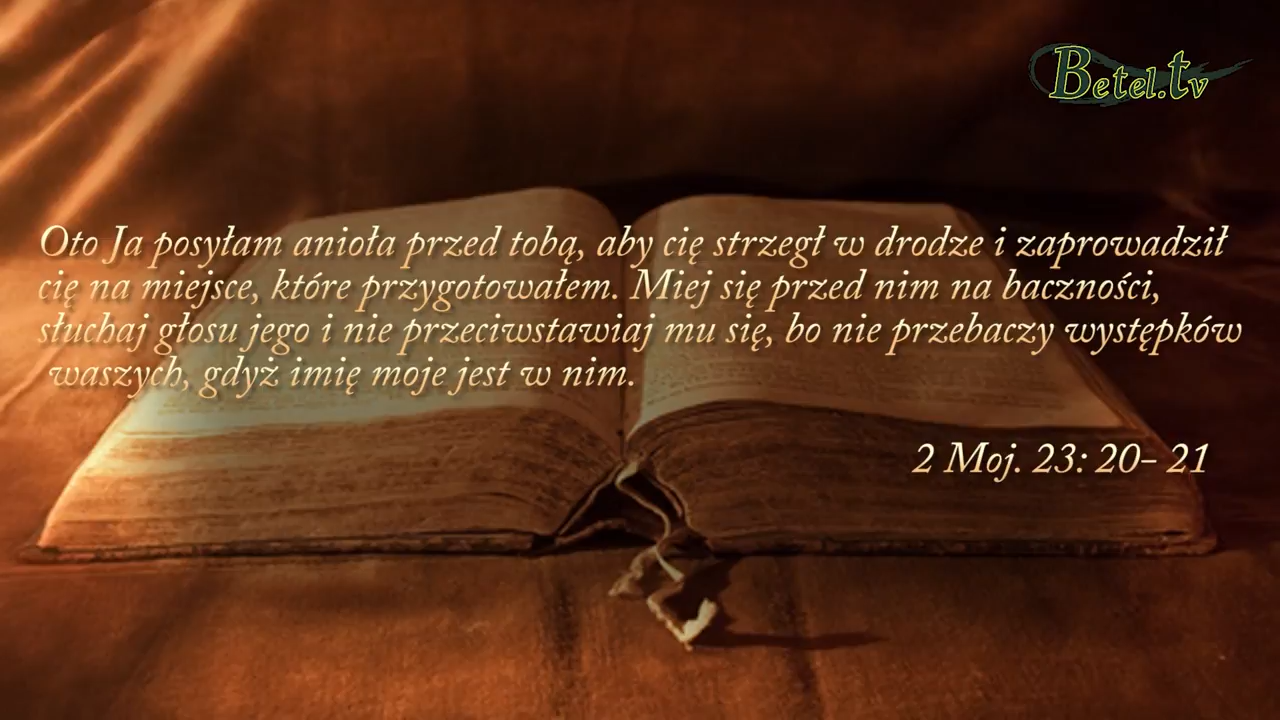 Betel.tv
Oto Ja posyłam anioła przed tobą, aby cię strzegł w drodze i zaprowadził
cię na miejsce, które przygotowałem. Miej się przed nim na baczności,
słuchaj głosu jego i nie przeciwstawiaj mu się, bo nie przebaczy występków
waszych, gdyż imię moje jest w nim.
2 Moj. 23: 20- 21